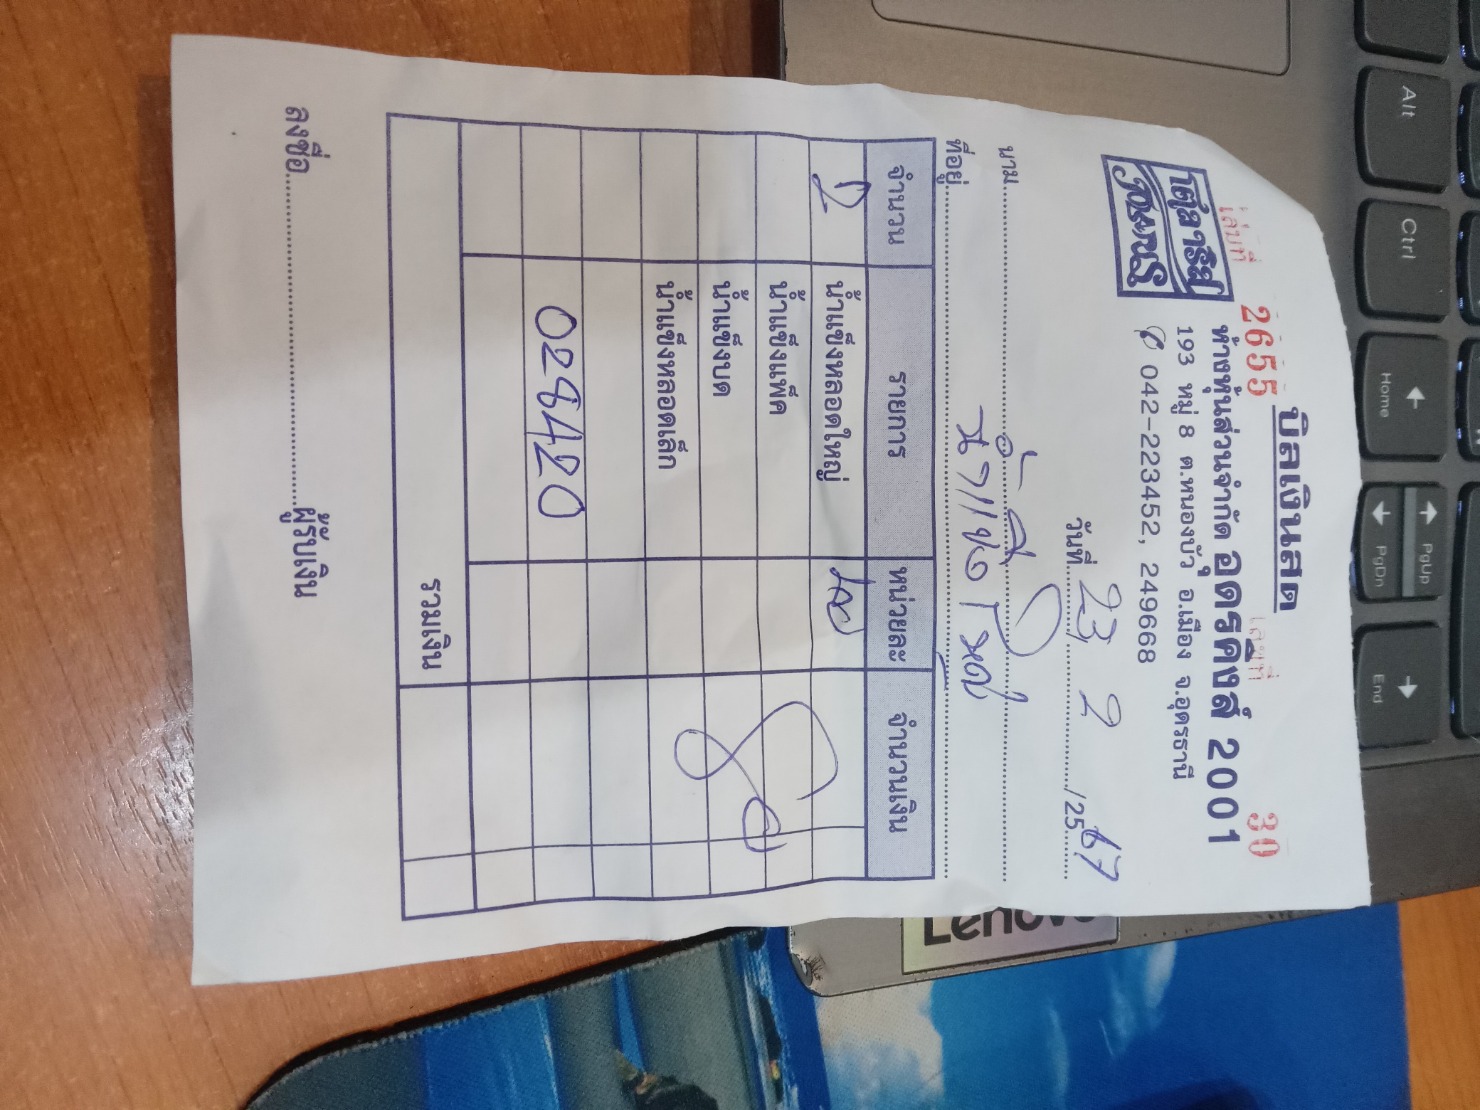 บิลเงินสด
เล่มที่ 2655 เลขที่ 30
ห้างหุ้นส่วนจำกัด อุดรคิงส์ 2001
193 หมู่ 8 ต.หนองบัว อ.เมือง จ.อุดรธานี
042-223452, 249668
วันที่ 23 2 /2567
นาม
ที่อยู่ น้ำแข็งโม่
จำนวน รายการ หน่วยละ จำนวนเงิน
2 น้ำแข็งหลอดใหญ่ 40 80
น้ำแข็งแพ็ค
น้ำแข็งบด
น้ำแข็งหลอดเล็ก
028420
รวมเงิน
ลงชื่อ ผู้รับเงิน
Alt
Ctrl
Home
PgUp
PgDn
End
Lenovo